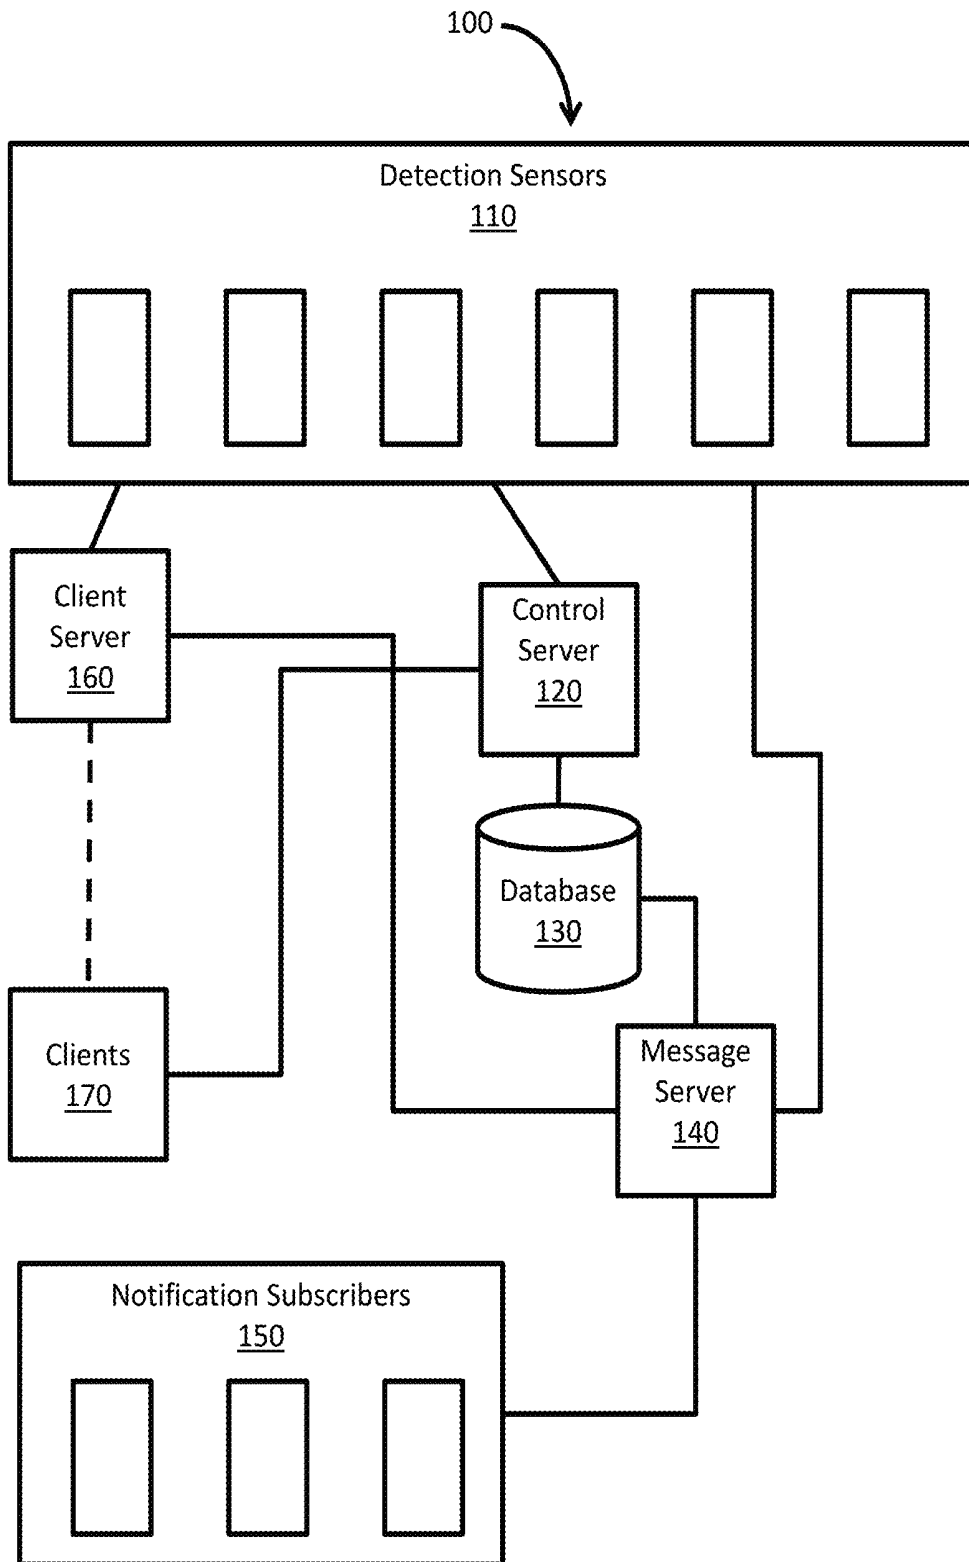 100
Detection Sensors
110
Client
Server
160
Control
Server
120
Database
130
Clients
170
Message
Server
140
Notification Subscribers
150